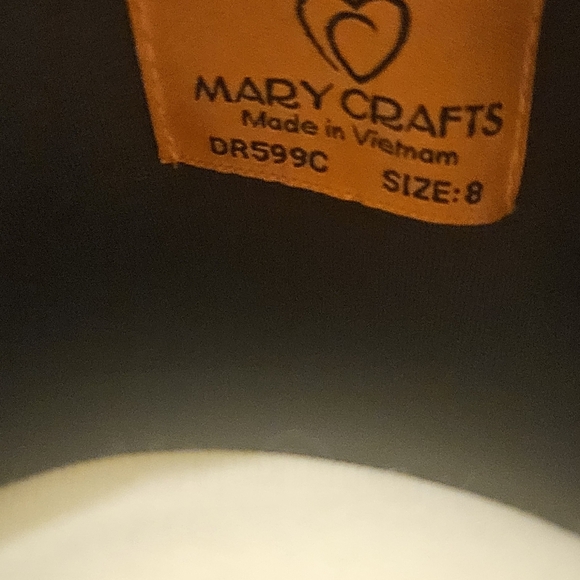 MARY CRAFTS
Made in Vietnam
DR599C SIZE:8